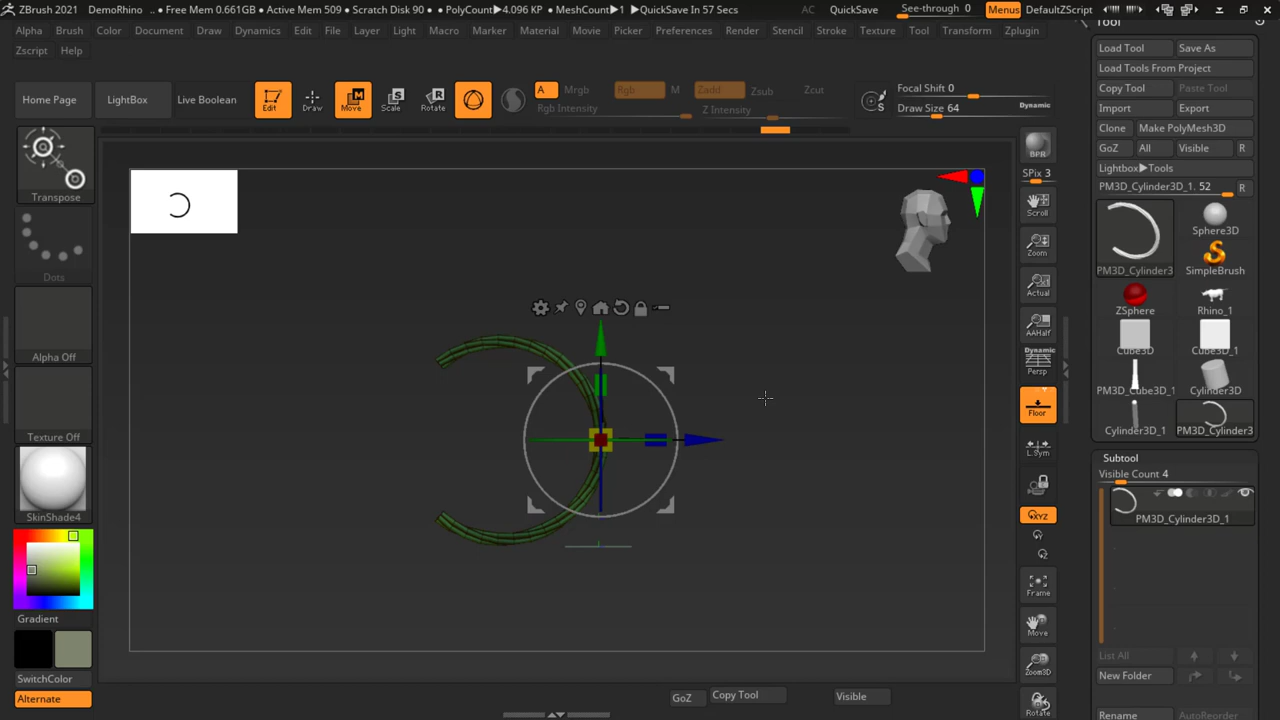 ZBrush 2021 DemoRhino • Free Mem 0.661GB • Active Mem 509 • Scratch Disk 90 • PolyCount▶4.096 KP • MeshCount▶1 ▶QuickSave In 57 Secs AC QuickSave See-through 0 Menus DefaultZScript
Alpha Brush Color Document Draw Dynamics Edit File Layer Light Macro Marker Material Movie Picker Preferences Render Stencil Stroke Texture Tool Transform Zplugin
Zscript Help
Home Page LightBox Live Boolean Edit Draw Move Scale Rotate A Mrgb Rgb M Zadd Zsub Zcut Focal Shift 0
Rgb Intensity Z Intensity Draw Size 64 Dynamic
Transpose
Dots
Alpha Off
Texture Off
SkinShade4
Gradient
SwitchColor
Alternate
BPR
SPix 3
Scroll
Zoom
Actual
AAHalf
Dynamic
Persp
Floor
L.Sym
XYZ
Frame
Move
Zoom3D
Rotate
GoZ Copy Tool Visible
Tool
Load Tool Save As
Load Tools From Project
Copy Tool Paste Tool
Import Export
Clone Make PolyMesh3D
GoZ All Visible R
Lightbox▶Tools
PM3D_Cylinder3D_1. 52 R
PM3D_Cylinder3 Sphere3D
SimpleBrush
ZSphere Rhino_1
Cube3D Cube3D_1
PM3D_Cube3D_1 Cylinder3D
Cylinder3D_1 PM3D_Cylinder3
Subtool
Visible Count 4
PM3D_Cylinder3D_1
List All
New Folder
Rename AutoReorder